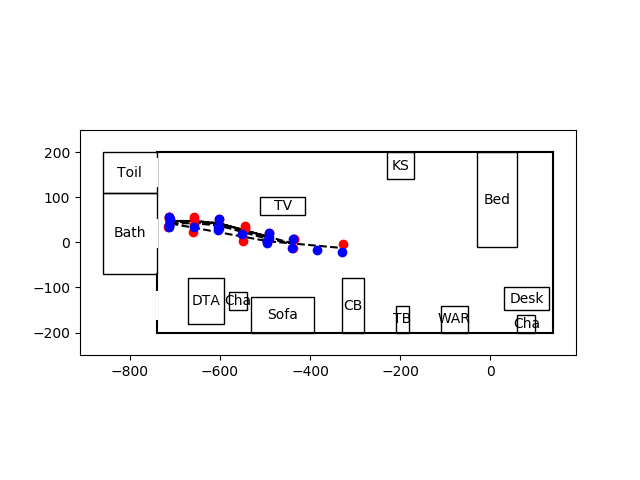 200
100
0
−100
−200
Toil
Bath
TV
KS
Bed
DTA
Cha
Sofa
CB
TB
WAR
Desk
Cha
−800
−600
−400
−200
0